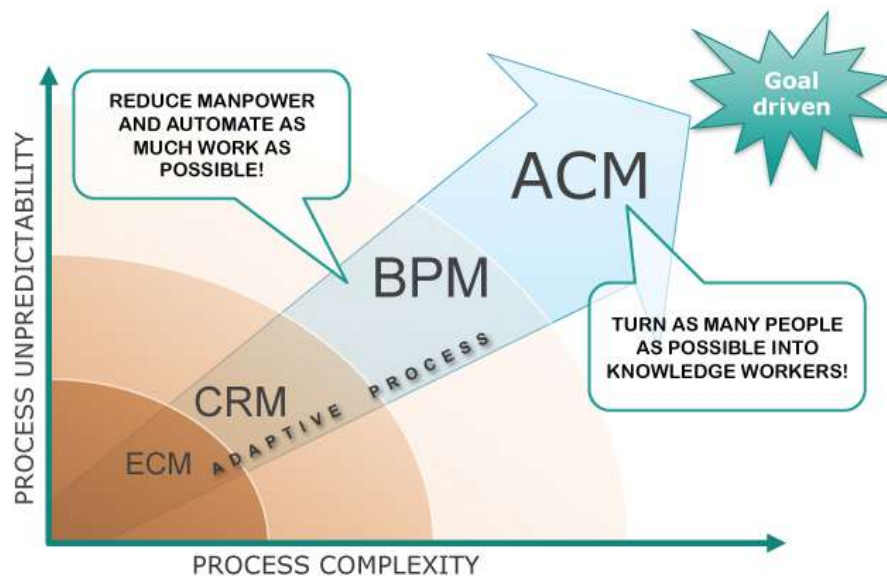 Goal
driven
REDUCE MANPOWER
AND AUTOMATE AS
MUCH WORK AS
POSSIBLE!
ACM
BPM
TURN AS MANY PEOPLE
AS POSSIBLE INTO
KNOWLEDGE WORKERS!
CRM
ECM
ADAPTIVE PROCESS
PROCESS UNPREDICTABILITY
PROCESS COMPLEXITY